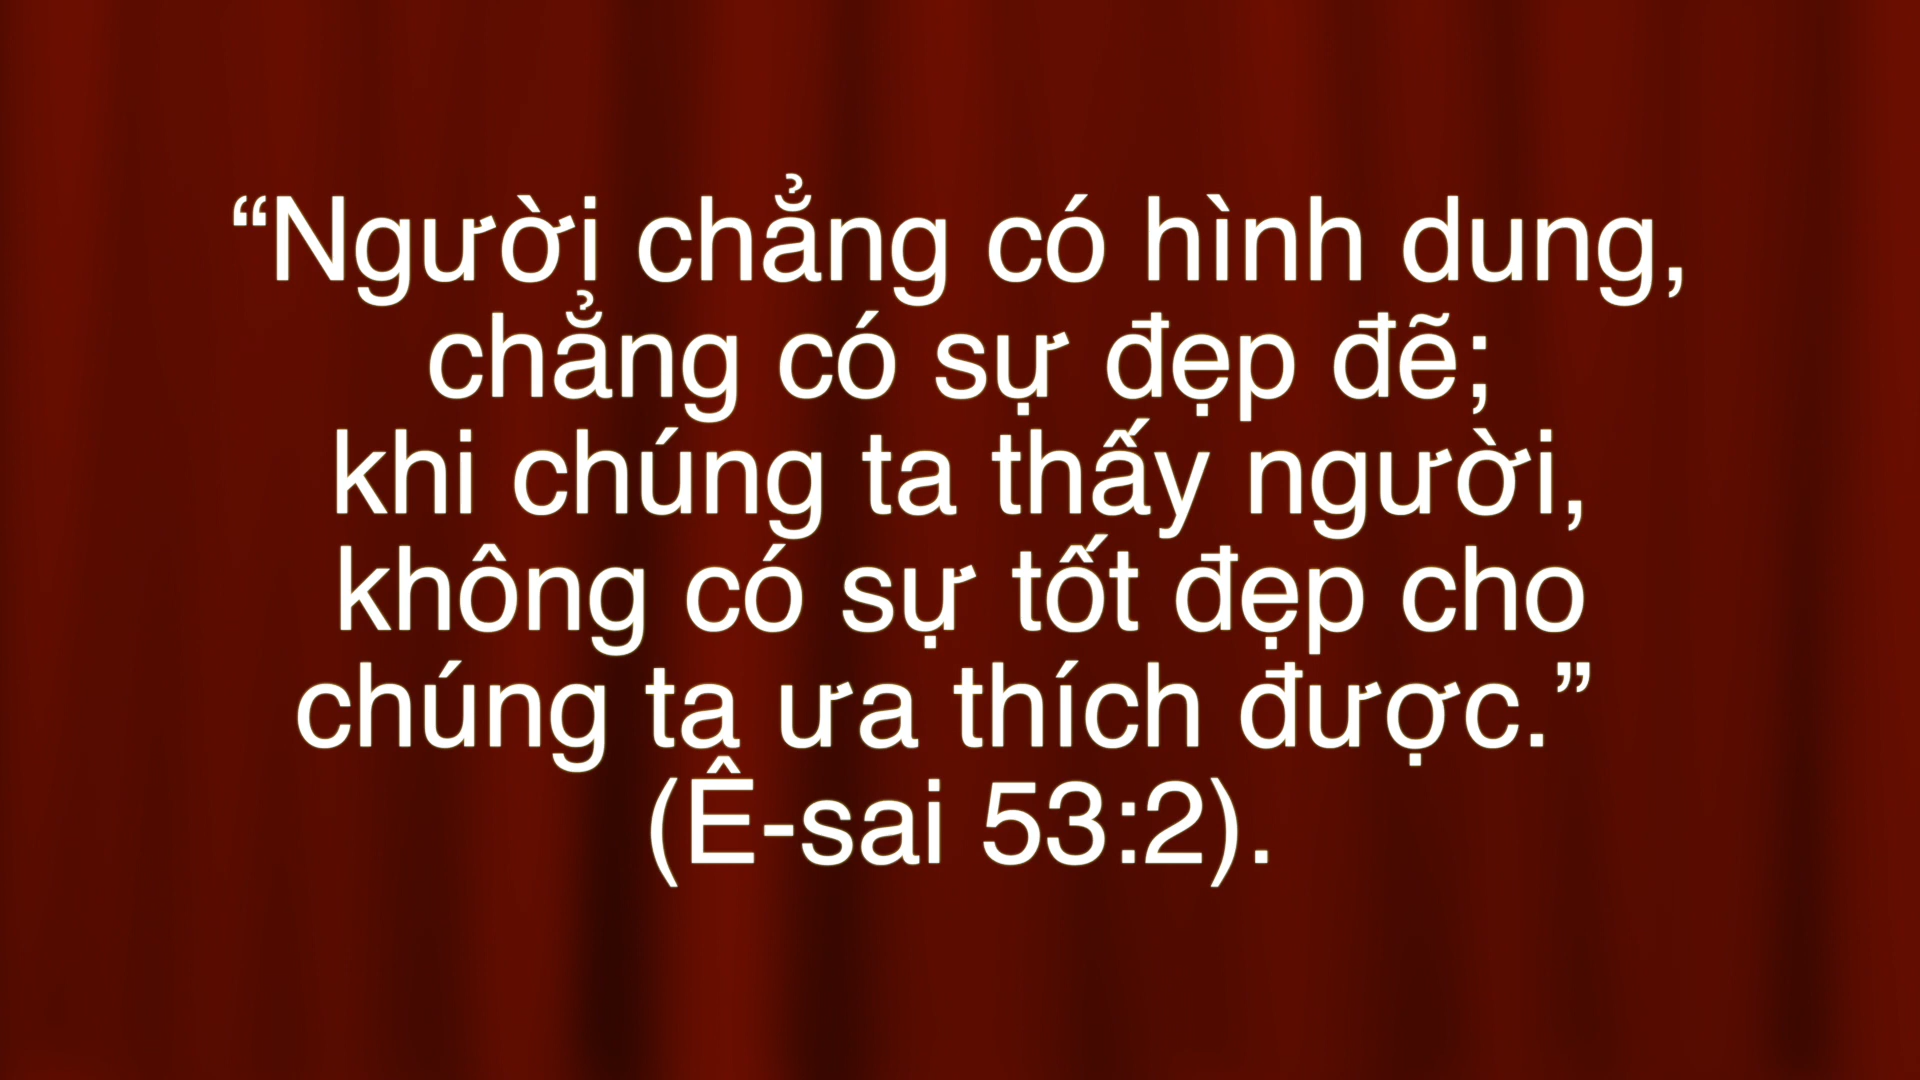 “Người chẳng có hình dung,
chẳng có sự đẹp đẽ;
khi chúng ta thấy người,
không có sự tốt đẹp cho
chúng ta ưa thích được.”
(Ê-sai 53:2).